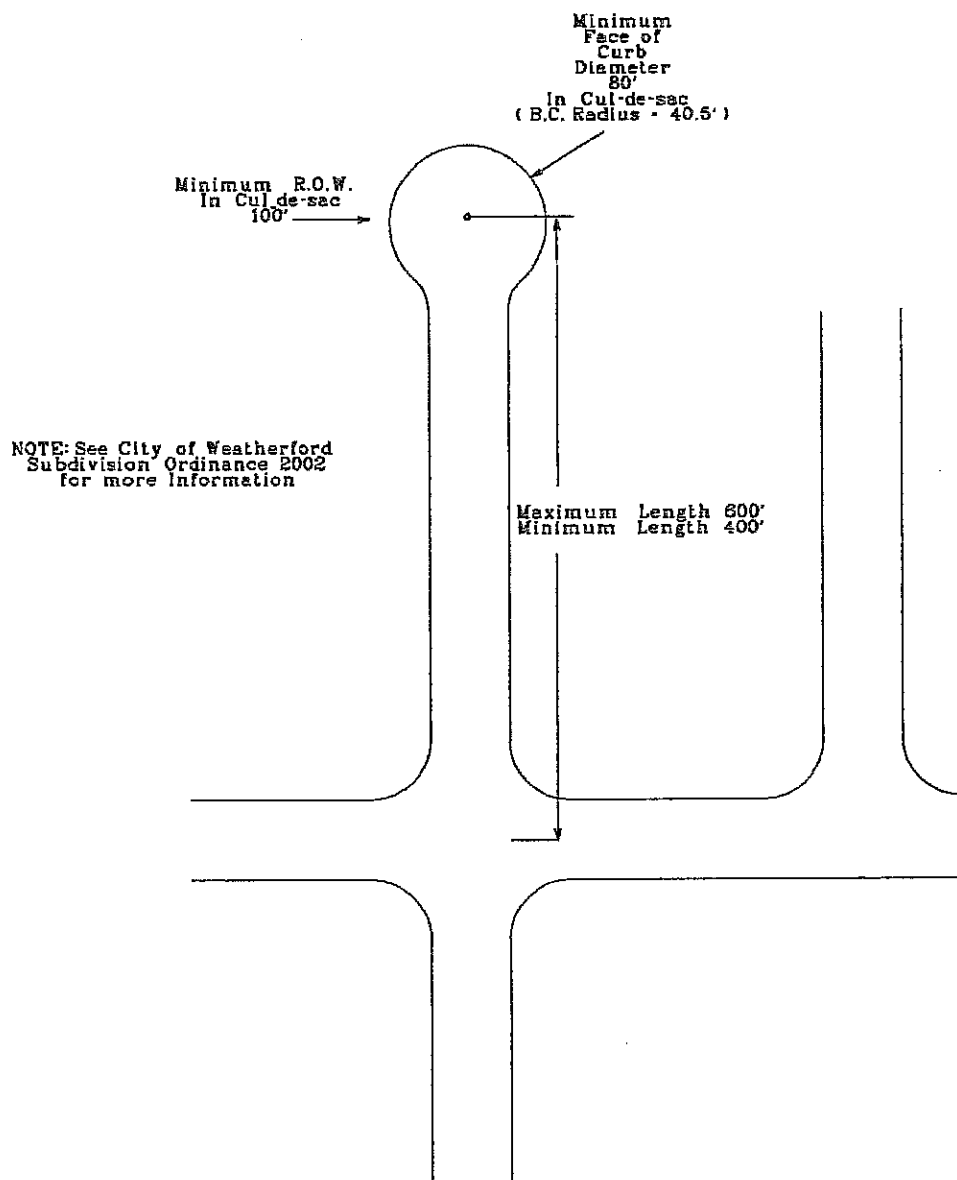 Minimum
Face of
Curb
Diameter
80'
In Cul-de-sac
( B.C. Radius - 40.5' )
Minimum R.O.W.
In Cul-de-sac
100'
NOTE: See City of Weatherford
Subdivision Ordinance 2002
for more Information
Maximum Length 600'
Minimum Length 400'